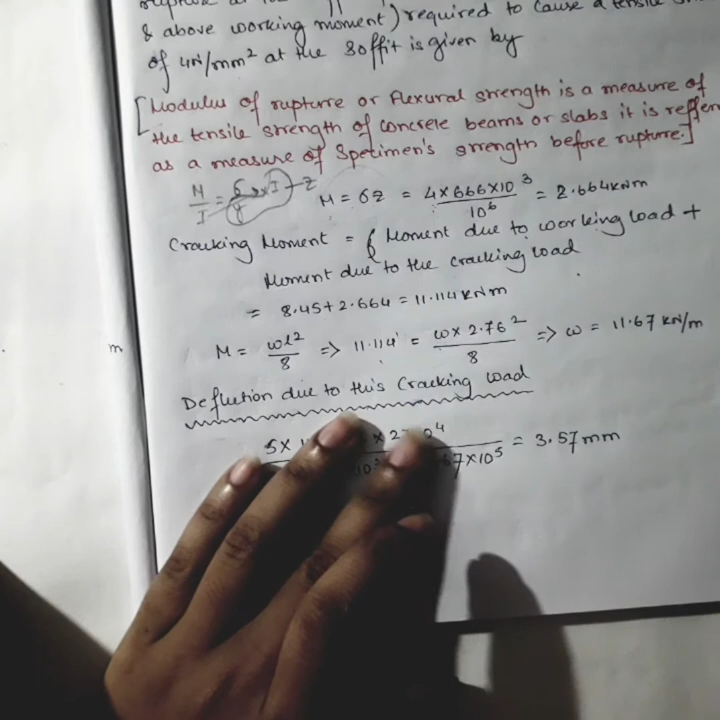 & above working moment) required to cause a tensile
of 4N/mm² at the soffit is given by
[Modulus of rupture or Flexural strength is a measure of
the tensile strength of concrete beams or slabs it is reffer
as a measure of Spetimen's strength before rupture.]
M = σz = 4×666×10³ / 10⁶ = 2.664 kNm
Cracking Moment = { Moment due to working load +
Moment due to the cracking load
= 8.45 + 2.664 = 11.114 kNm
M = wl²/8 => 11.114 = w×2.76²/8 => w = 11.67 kN/m
m
Deflution due to this Cracking load
= 3.57 mm